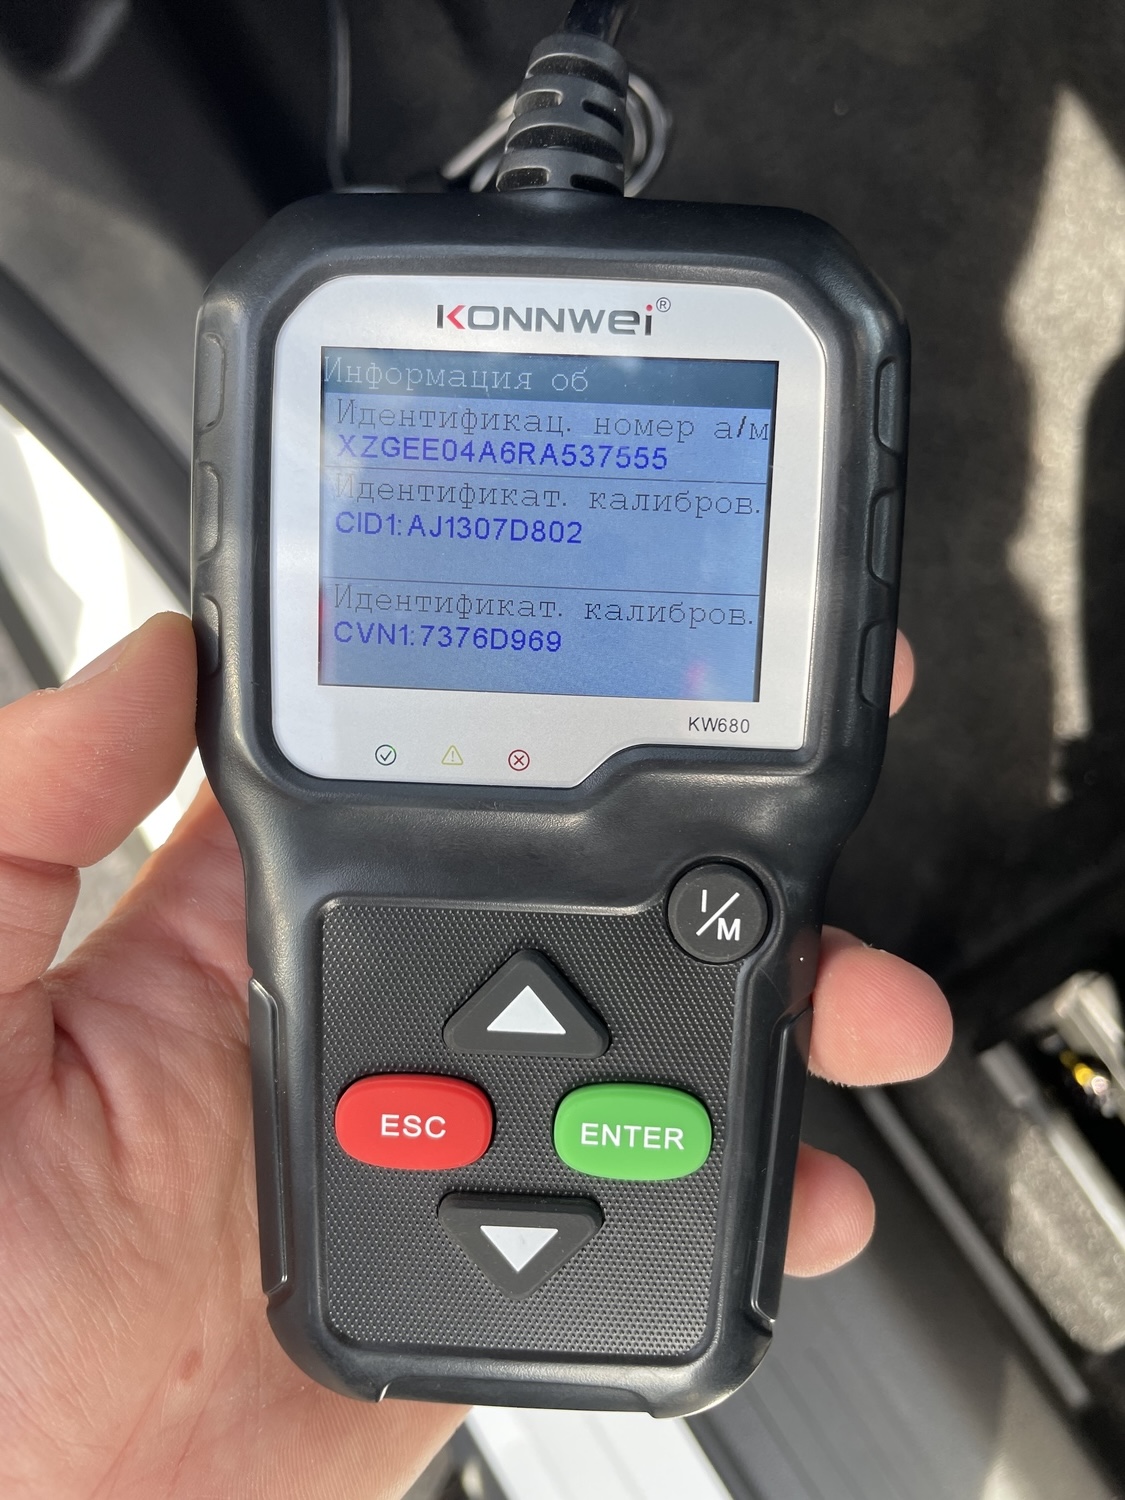 KONNWEI®
Информация об
Идентификац. номер а/м
XZGEE04A6RA537555
Идентификат. калибров.
CID1:AJ1307D802
Идентификат. калибров.
CVN1:7376D969
KW680
I/M
ESC
ENTER